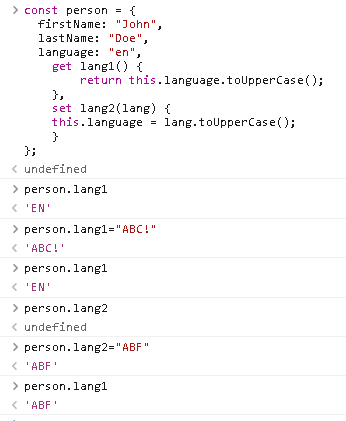 const person = {
firstName: "John",
lastName: "Doe",
language: "en",
get lang1() {
return this.language.toUpperCase();
},
set lang2(lang) {
this.language = lang.toUpperCase();
}
};
undefined
person.lang1
'EN'
person.lang1="ABC!"
'ABC!'
person.lang1
'EN'
person.lang2
undefined
person.lang2="ABF"
'ABF'
person.lang1
'ABF'